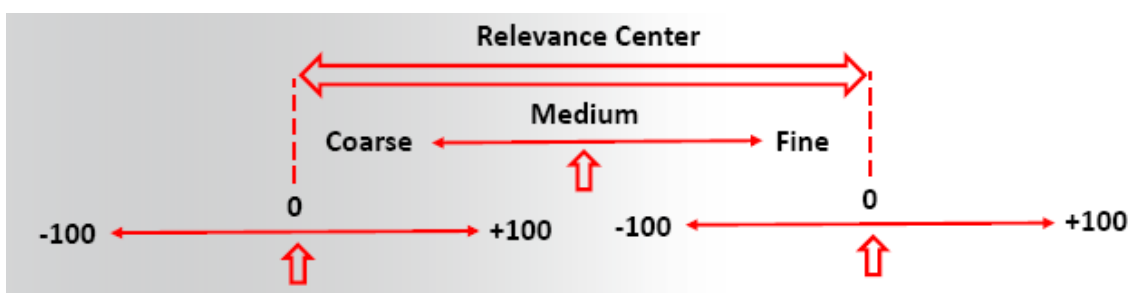 Relevance Center
Medium
Coarse Fine
0 0
-100 +100 -100 +100